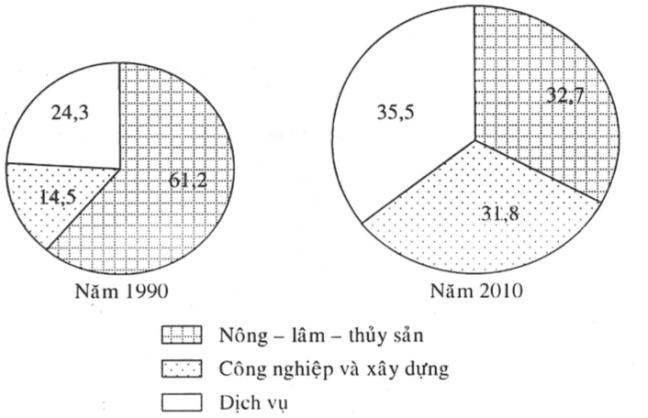 24,3
14,5
61,2
Năm 1990
35,5
32,7
31,8
Năm 2010
Nông – lâm – thủy sản
Công nghiệp và xây dựng
Dịch vụ